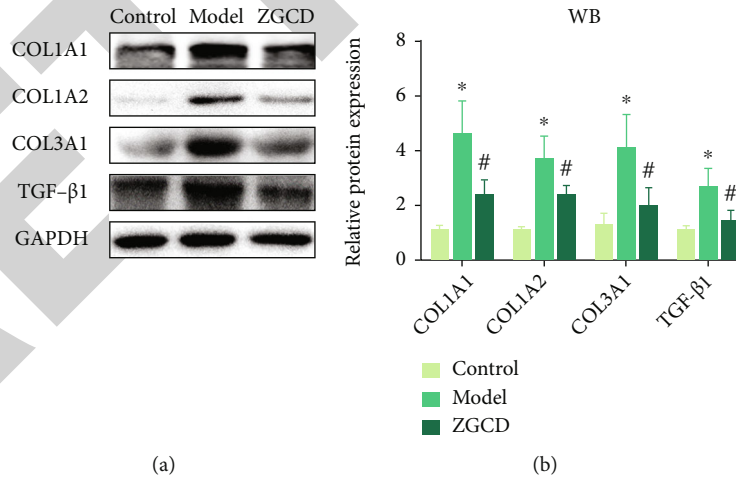 Control Model ZGCD
COL1A1
COL1A2
COL3A1
TGF–β1
GAPDH
(a)
WB
Relative protein expression
8
6
4
2
0
* # * # * # * #
COL1A1 COL1A2 COL3A1 TGF-β1
Control
Model
ZGCD
(b)